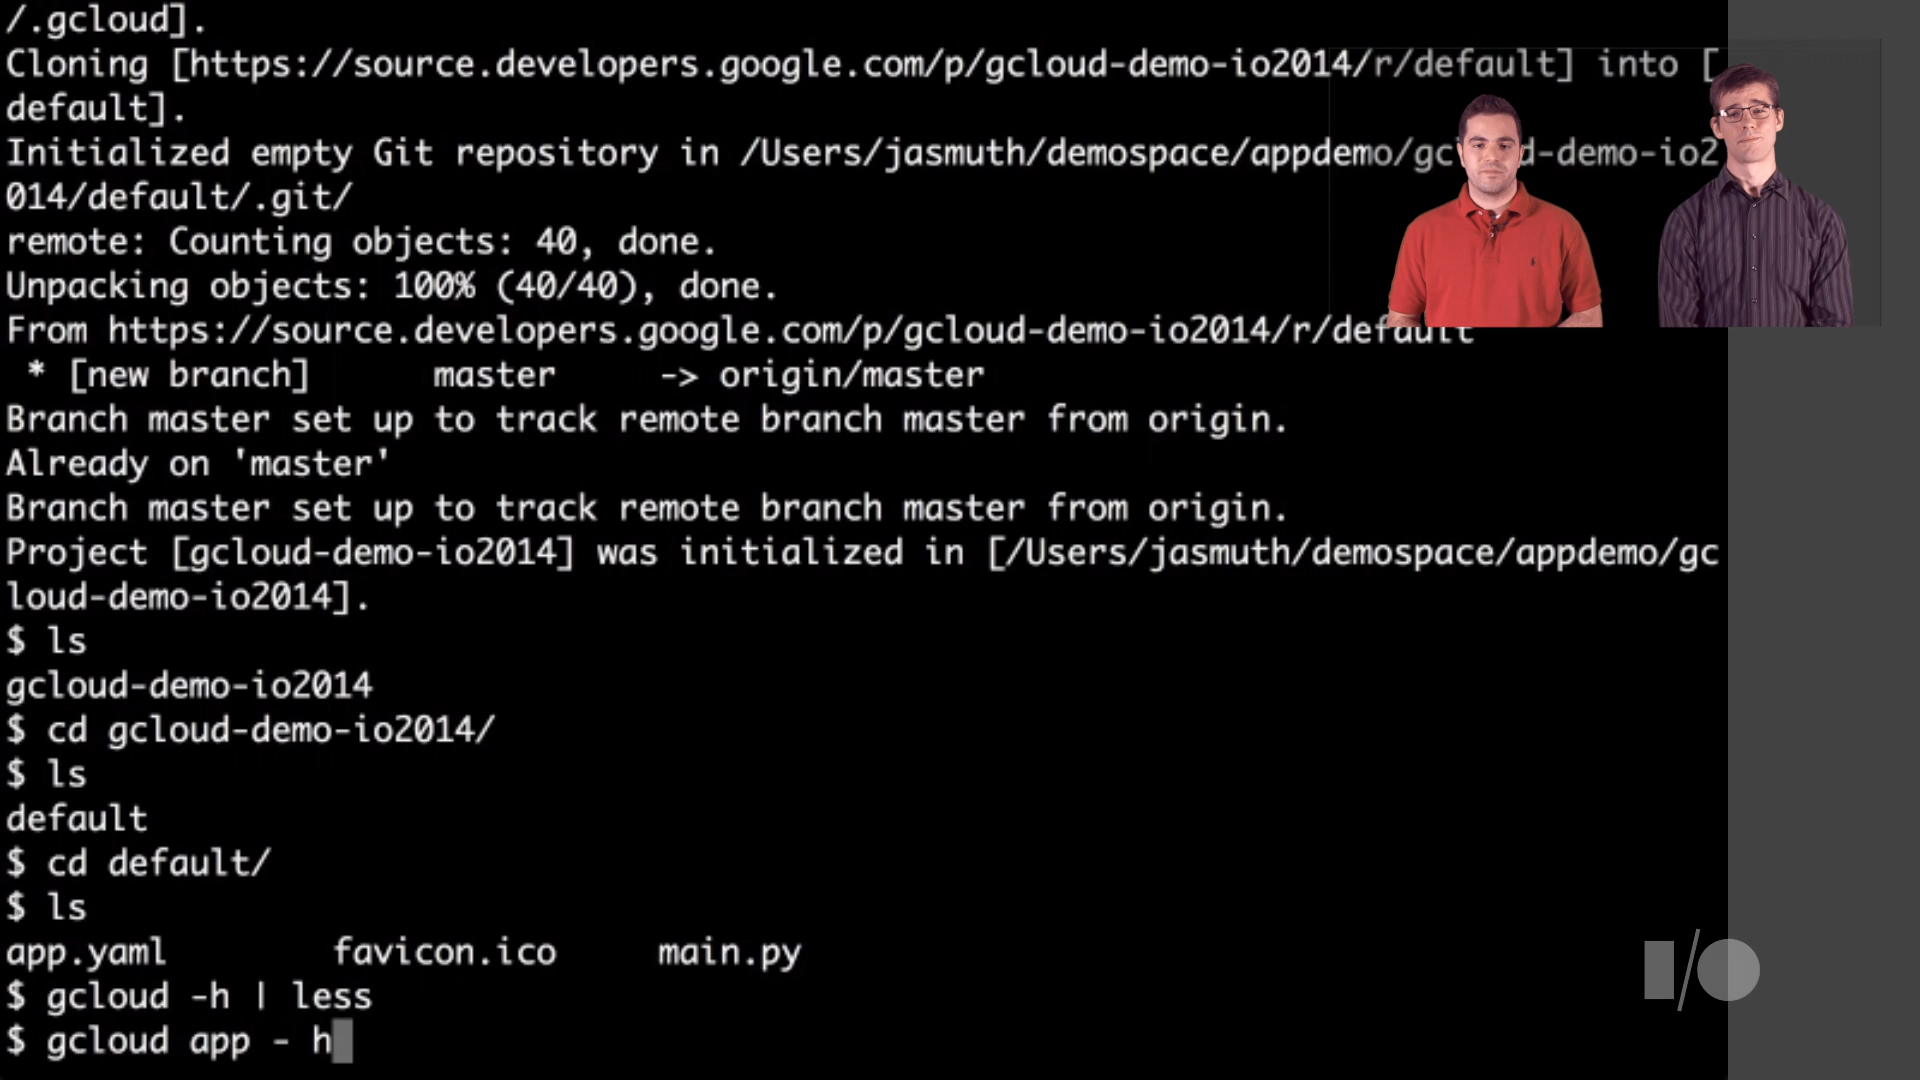 /.gcloud].
Cloning [https://source.developers.google.com/p/gcloud-demo-io2014/r/default] into [
default].
Initialized empty Git repository in /Users/jasmuth/demospace/appdemo/gc d-demo-io2
014/default/.git/
remote: Counting objects: 40, done.
Unpacking objects: 100% (40/40), done.
From https://source.developers.google.com/p/gcloud-demo-io2014/r/default
 * [new branch]      master     -> origin/master
Branch master set up to track remote branch master from origin.
Already on 'master'
Branch master set up to track remote branch master from origin.
Project [gcloud-demo-io2014] was initialized in [/Users/jasmuth/demospace/appdemo/gc
loud-demo-io2014].
$ ls
gcloud-demo-io2014
$ cd gcloud-demo-io2014/
$ ls
default
$ cd default/
$ ls
app.yaml        favicon.ico     main.py
$ gcloud -h | less
$ gcloud app - h
I/O